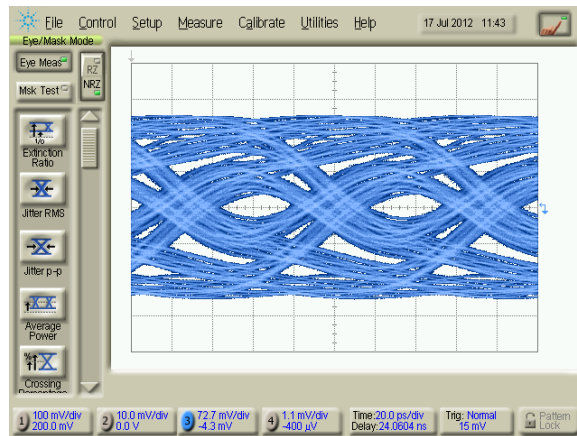 File Control Setup Measure Calibrate Utilities Help 17 Jul 2012 11:43
Eye/Mask Mode
Eye Meas
RZ
NRZ
Msk Test
1/0
Extinction
Ratio
Jitter RMS
Jitter p-p
Average
Power
%
Crossing
Percentage
1 100 mV/div
200.0 mV
2 10.0 mV/div
0.0 V
3 72.7 mV/div
-4.3 mV
4 1.1 mV/div
-400 µV
Time:20.0 ps/div
Delay:24.0604 ns
Trig: Normal
15 mV
Pattern
Lock